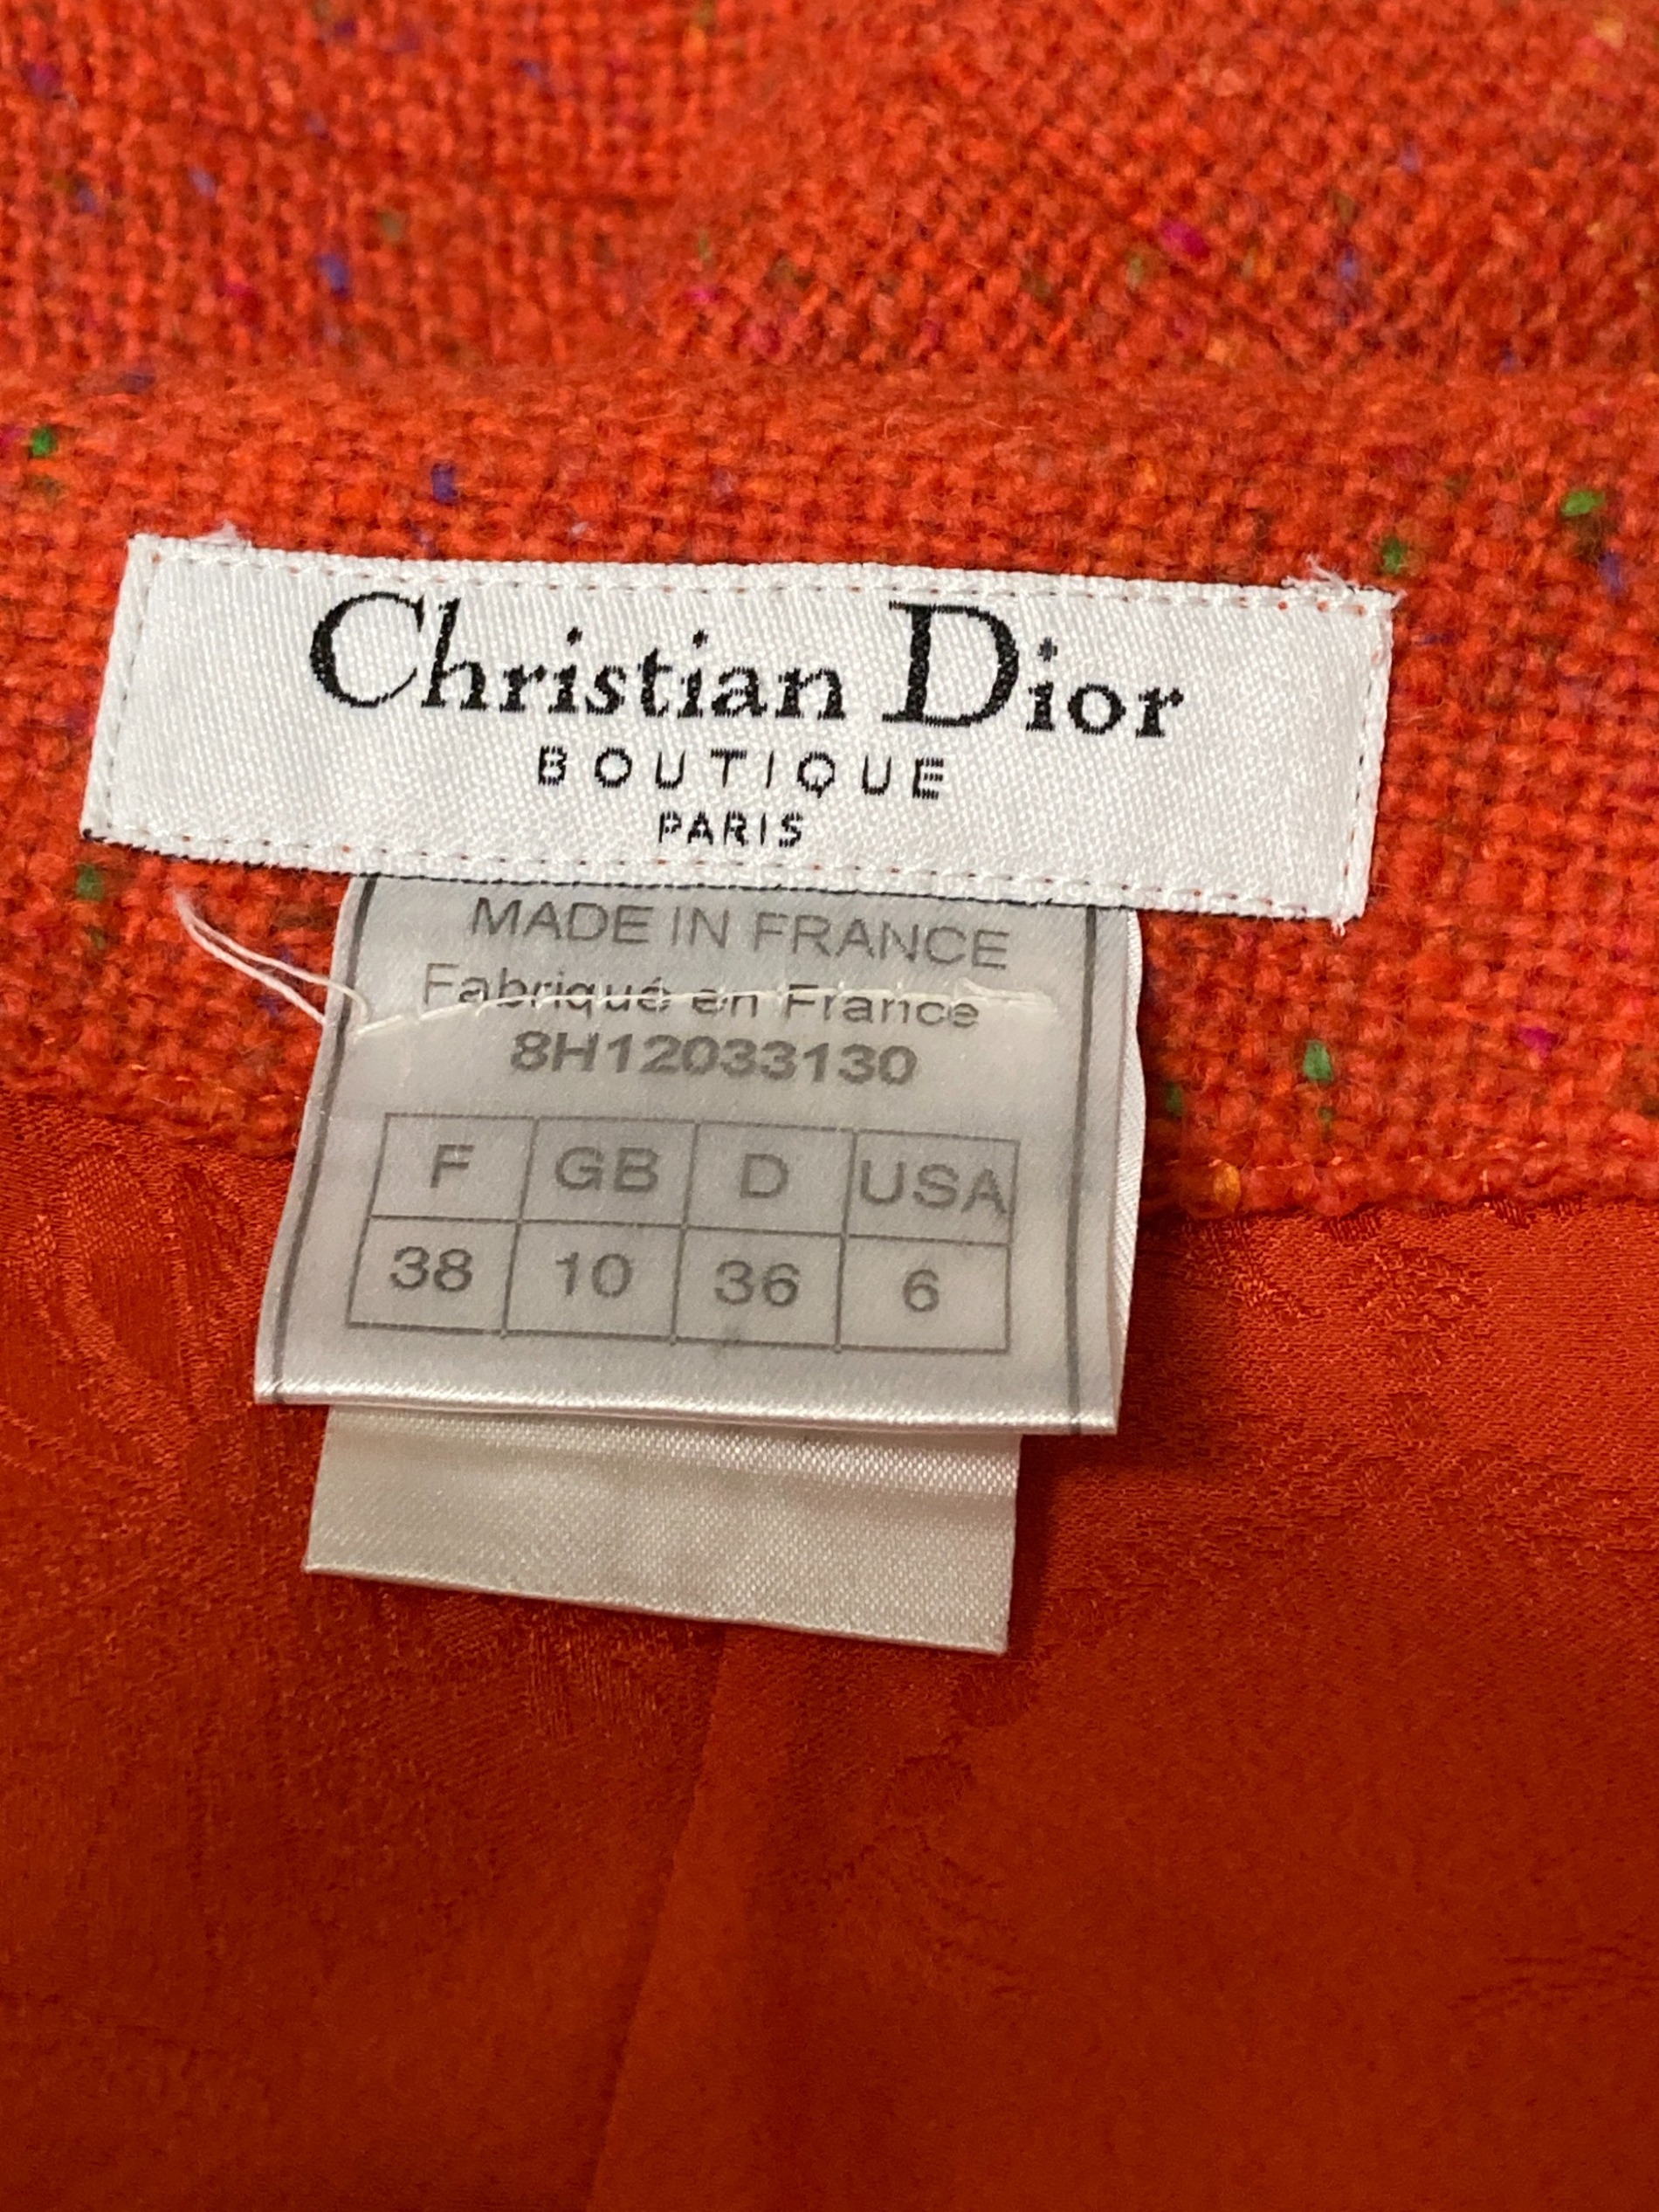 Christian Dior
BOUTIQUE
PARIS
MADE IN FRANCE
Fabriqué en France
8H12033130
F GB D USA
38 10 36 6